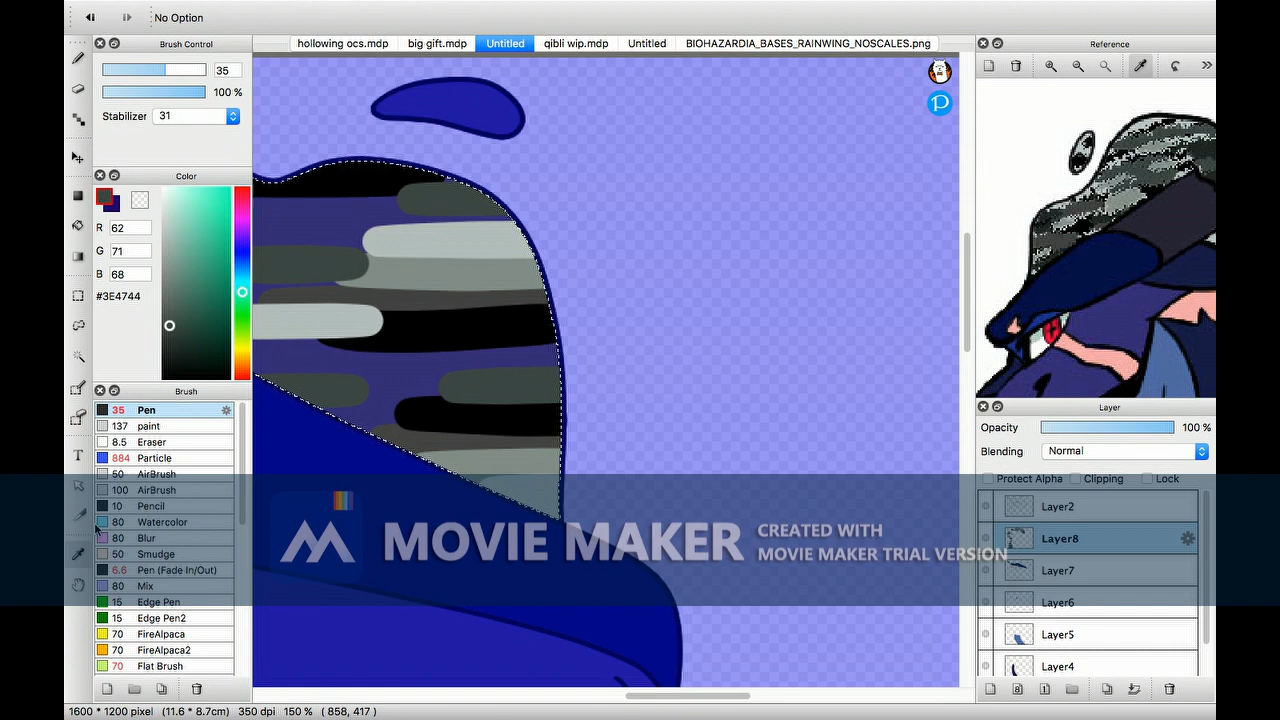 No Option
Brush Control
hollowing ocs.mdp
big gift.mdp
Untitled
qibli wip.mdp
Untitled
BIOHAZARDIA_BASES_RAINWING_NOSCALES.png
Reference
35
100 %
Stabilizer 31
Color
R 62
G 71
B 68
#3E4744
Brush
35 Pen
137 paint
8.5 Eraser
884 Particle
50 AirBrush
100 AirBrush
10 Pencil
80 Watercolor
80 Blur
50 Smudge
6.6 Pen (Fade In/Out)
80 Mix
15 Edge Pen
15 Edge Pen2
70 FireAlpaca
70 FireAlpaca2
70 Flat Brush
T
P
MOVIE MAKER
CREATED WITH
MOVIE MAKER TRIAL VERSION
Layer
Opacity 100 %
Blending Normal
Protect Alpha Clipping Lock
Layer2
Layer8
Layer7
Layer6
Layer5
Layer4
8 1
1600 * 1200 pixel (11.6 * 8.7cm) 350 dpi 150 % ( 858, 417 )